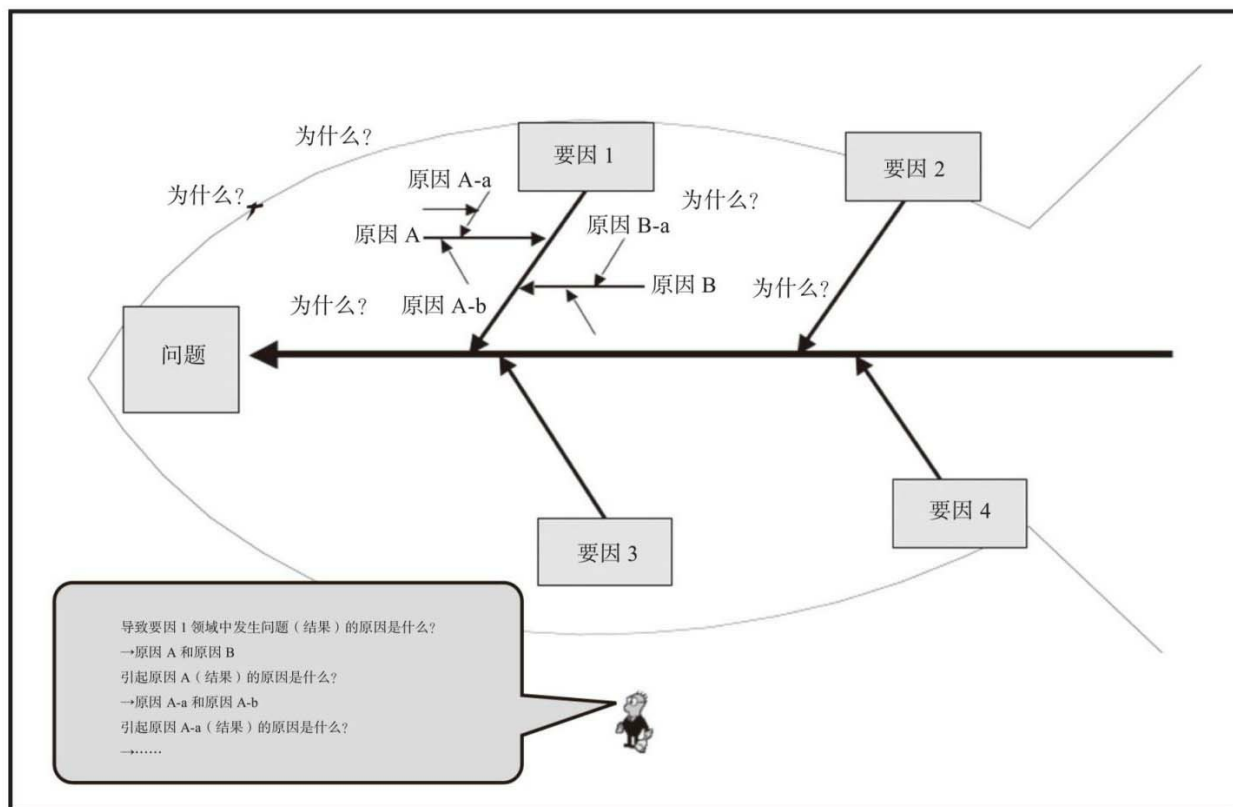 为什么？
要因 1
要因 2
原因 A-a
为什么？
为什么？
原因 B-a
原因 A
原因 B
为什么？
原因 A-b
为什么？
问题
要因 4
要因 3
导致要因 1 领域中发生问题（结果）的原因是什么？
→原因 A 和原因 B
引起原因 A（结果）的原因是什么？
→原因 A-a 和原因 A-b
引起原因 A-a（结果）的原因是什么？
→……